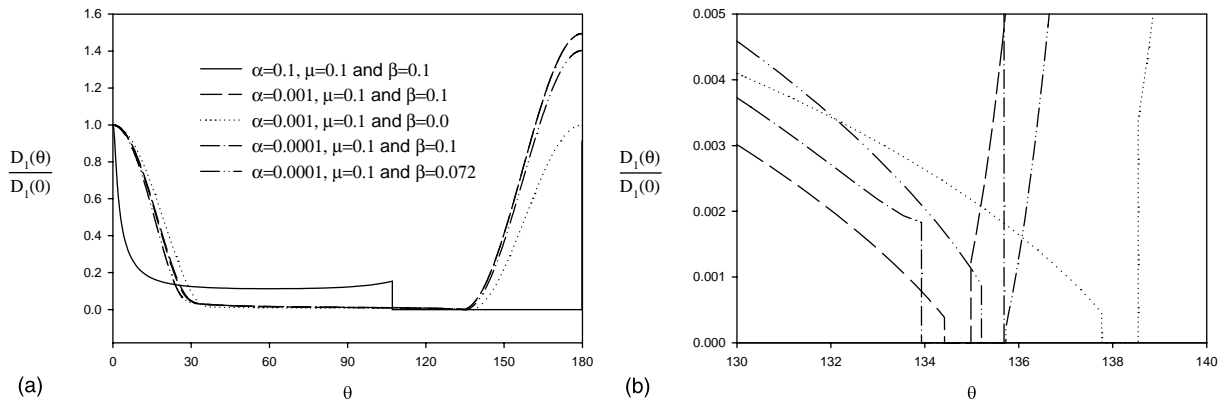 1.6
1.4
1.2
1.0
0.8
0.6
0.4
0.2
0.0
D₁(θ)
D₁(0)
α=0.1, μ=0.1 and β=0.1
α=0.001, μ=0.1 and β=0.1
α=0.001, μ=0.1 and β=0.0
α=0.0001, μ=0.1 and β=0.1
α=0.0001, μ=0.1 and β=0.072
0 30 60 90 120 150 180
θ
(a)
0.005
0.004
0.003
0.002
0.001
0.000
D₁(θ)
D₁(0)
130 132 134 136 138 140
θ
(b)